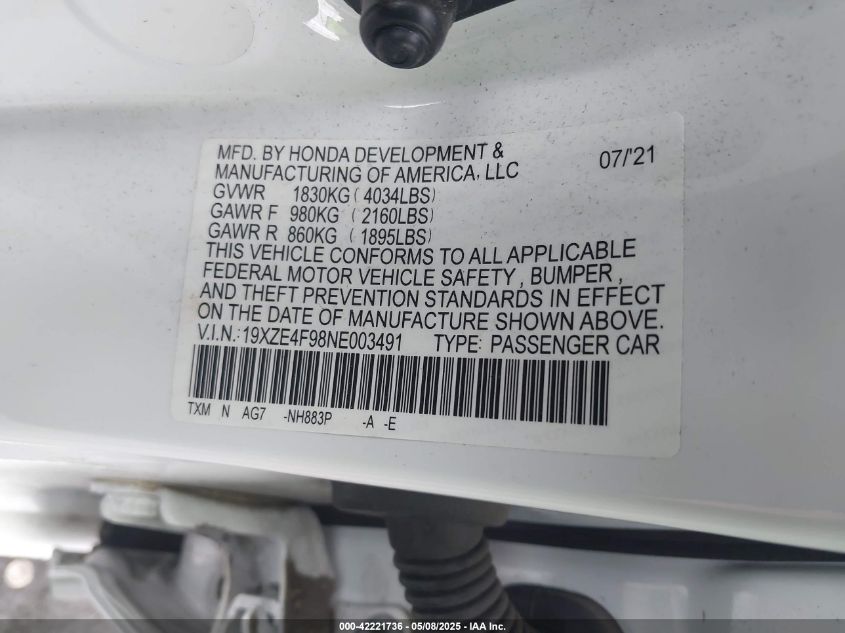 MFD. BY HONDA DEVELOPMENT & 07/'21
MANUFACTURING OF AMERICA, LLC
GVWR 1830KG(4034LBS)
GAWR F 980KG (2160LBS)
GAWR R 860KG (1895LBS)
THIS VEHICLE CONFORMS TO ALL APPLICABLE
FEDERAL MOTOR VEHICLE SAFETY, BUMPER,
AND THEFT PREVENTION STANDARDS IN EFFECT
ON THE DATE OF MANUFACTURE SHOWN ABOVE.
V.I.N.:19XZE4F98NE003491 TYPE: PASSENGER CAR
TXM N AG7 -NH883P -A -E
000-42221736 - 05/08/2025 - IAA Inc.